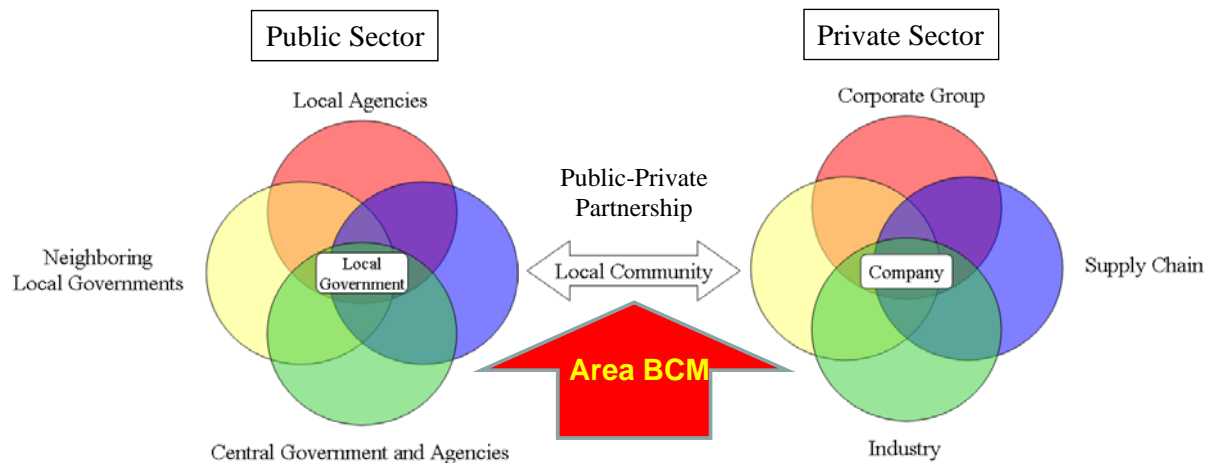 Public Sector
Private Sector
Local Agencies
Corporate Group
Public-Private
Partnership
Neighboring
Local Governments
Local
Government
Local Community
Company
Supply Chain
Area BCM
Central Government and Agencies
Industry